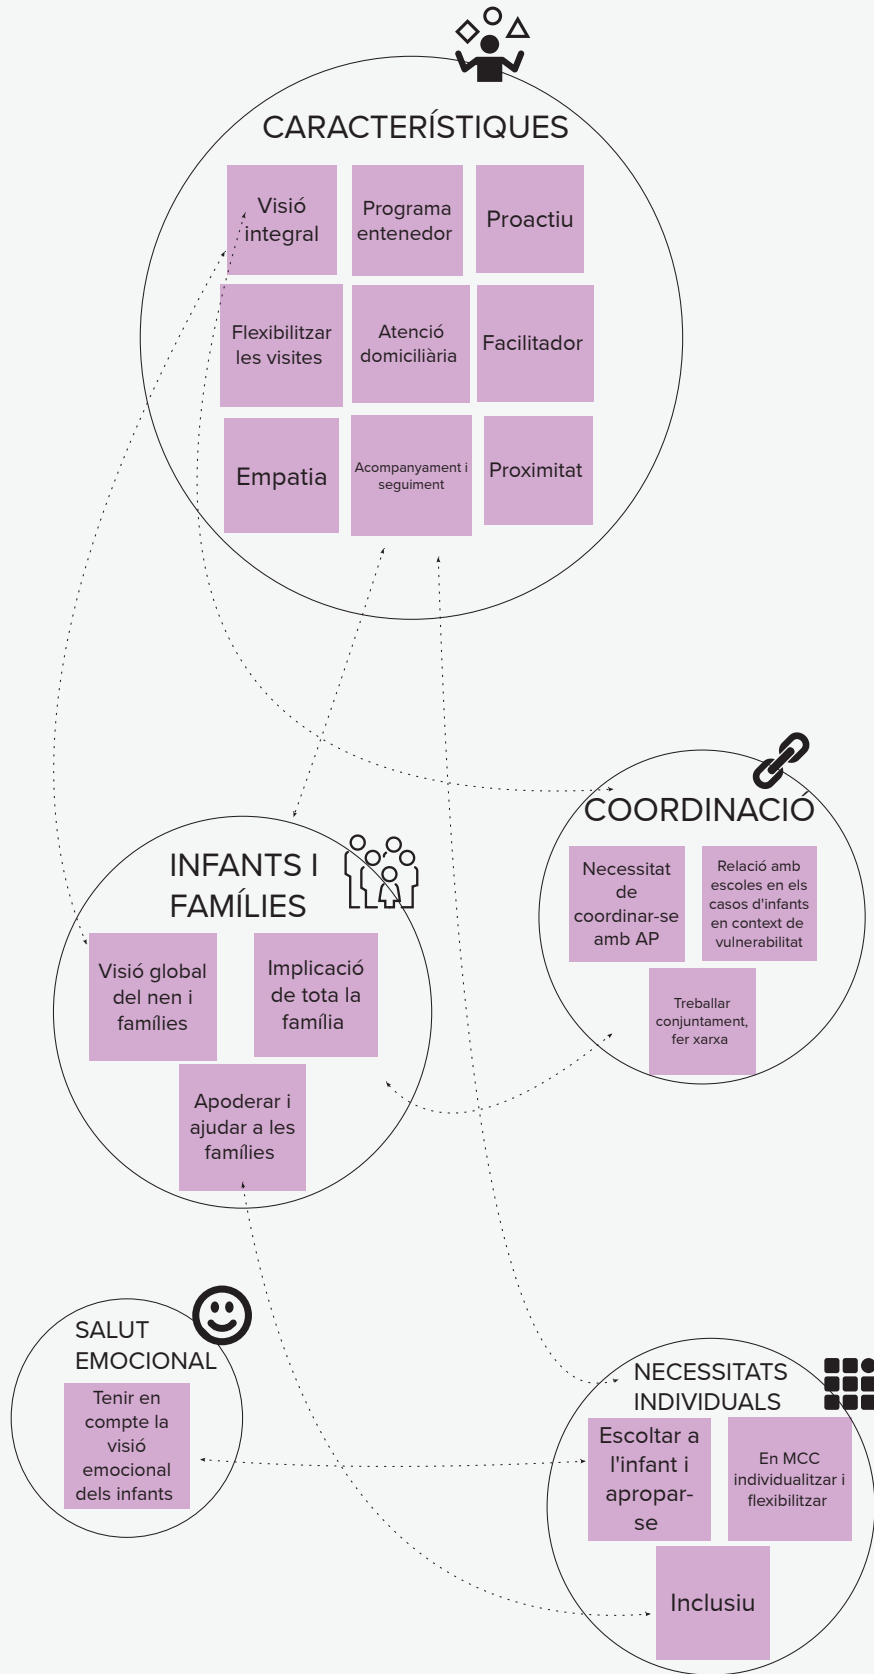 CARACTERÍSTIQUES
Visió
integral
Programa
entenedor
Proactiu
Flexibilitzar
les visites
Atenció
domiciliària
Facilitador
Empatia
Acompanyament i
seguiment
Proximitat
COORDINACIÓ
Necessitat
de
coordinar-se
amb AP
Relació amb
escoles en els
casos d'infants
en context de
vulnerabilitat
Treballar
conjuntament,
fer xarxa
INFANTS I
FAMÍLIES
Visió global
del nen i
famílies
Implicació
de tota la
família
Apoderar i
ajudar a les
famílies
SALUT
EMOCIONAL
Tenir en
compte la
visió
emocional
dels infants
NECESSITATS
INDIVIDUALS
Escoltar a
l'infant i
apropar-
se
En MCC
individualitzar i
flexibilitzar
Inclusiu